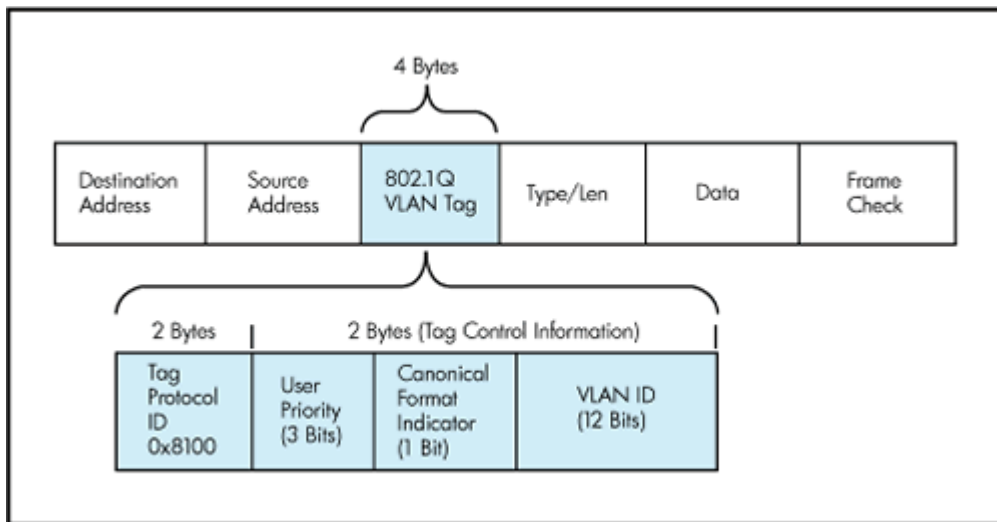 4 Bytes
Destination
Address
Source
Address
802.1Q
VLAN Tag
Type/Len
Data
Frame
Check
2 Bytes
2 Bytes (Tag Control Information)
Tag
Protocol
ID
0x8100
User
Priority
(3 Bits)
Canonical
Format
Indicator
(1 Bit)
VLAN ID
(12 Bits)